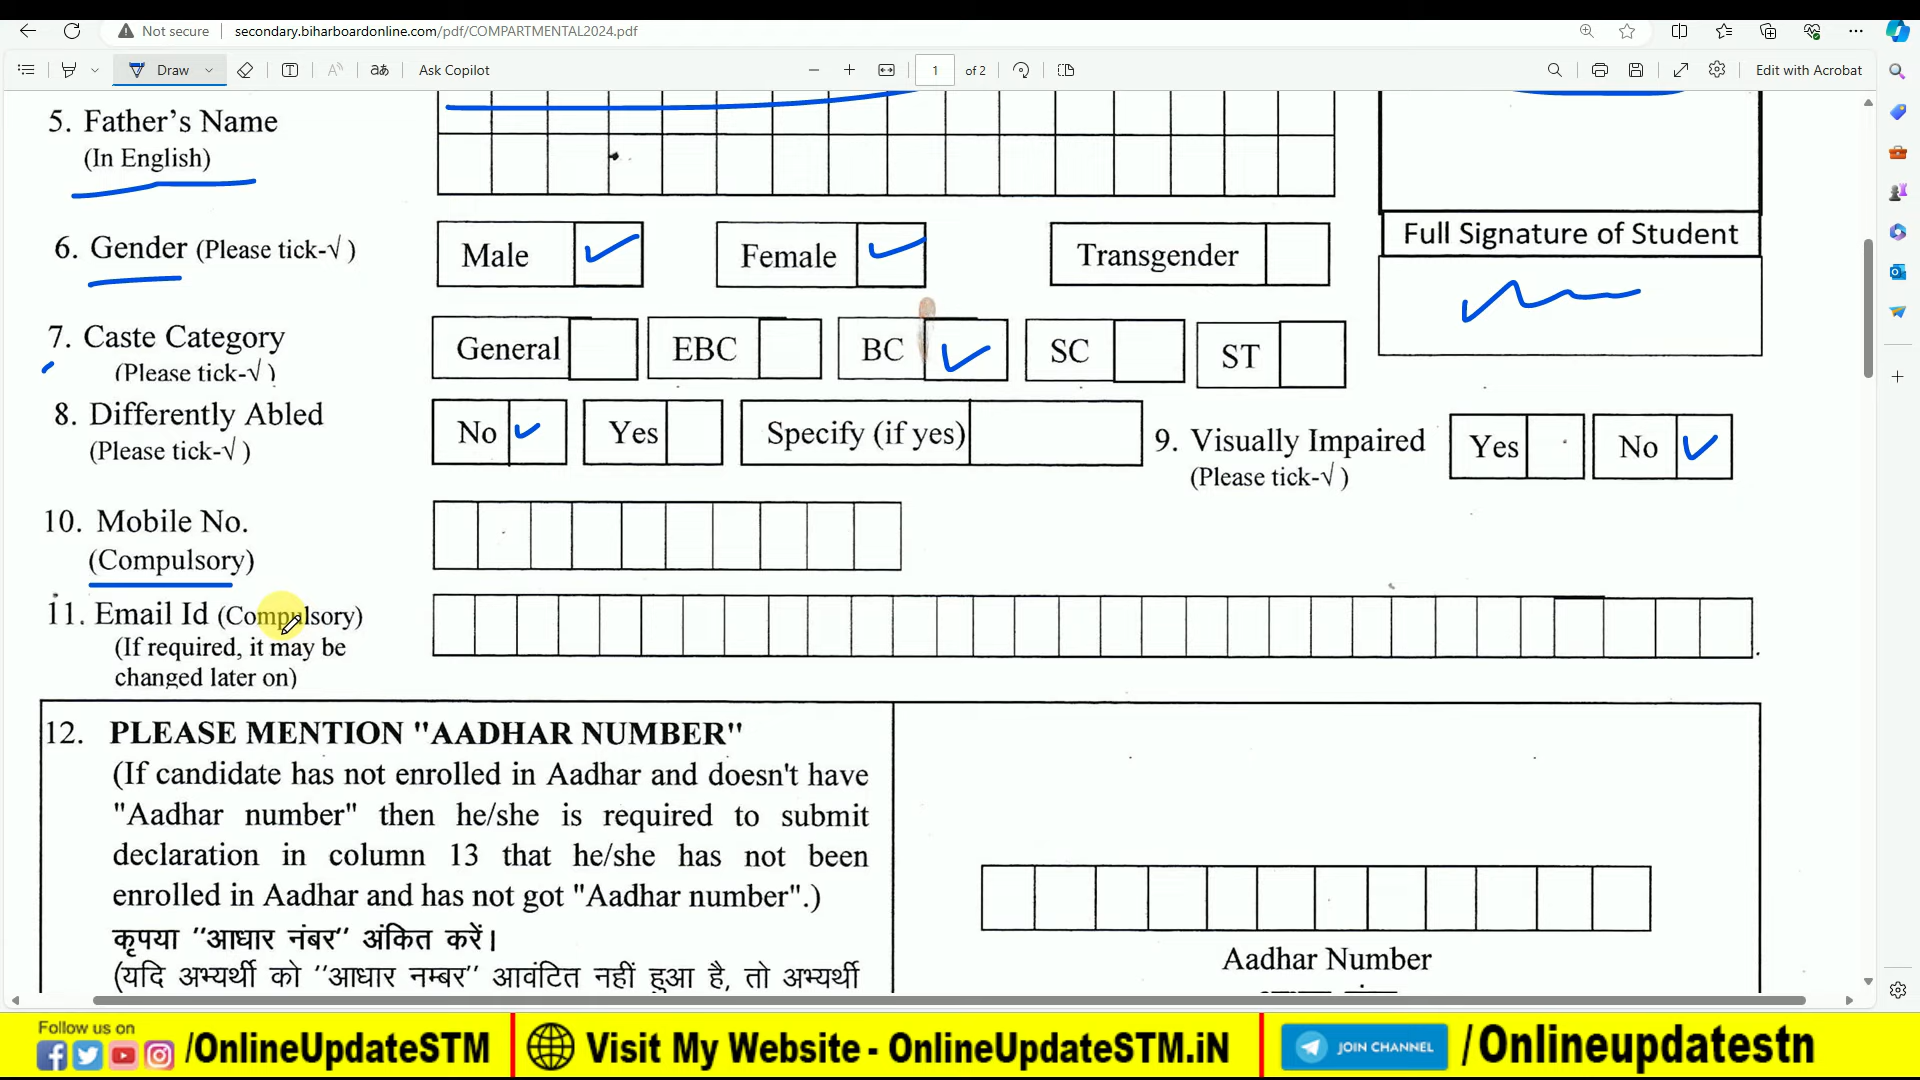 Not secure
secondary.biharboardonline.com/pdf/COMPARTMENTAL2024.pdf
Draw
aあ
Ask Copilot
1
of 2
Edit with Acrobat
5. Father's Name
(In English)
6. Gender (Please tick-√ )
Male
Female
Transgender
Full Signature of Student
7. Caste Category
(Please tick-√ )
General
EBC
BC
SC
ST
8. Differently Abled
(Please tick-√ )
No
Yes
Specify (if yes)
9. Visually Impaired
(Please tick-√ )
Yes
No
10. Mobile No.
(Compulsory)
11. Email Id (Compulsory)
(If required, it may be
changed later on)
12. PLEASE MENTION "AADHAR NUMBER"
(If candidate has not enrolled in Aadhar and doesn't have
"Aadhar number" then he/she is required to submit
declaration in column 13 that he/she has not been
enrolled in Aadhar and has not got "Aadhar number".)
कृपया ''आधार नंबर'' अंकित करें।
(यदि अभ्यर्थी को ''आधार नम्बर'' आवंटित नहीं हुआ है, तो अभ्यर्थी
Aadhar Number
Follow us on
/OnlineUpdateSTM
Visit My Website - OnlineUpdateSTM.iN
JOIN CHANNEL
/Onlineupdatestn